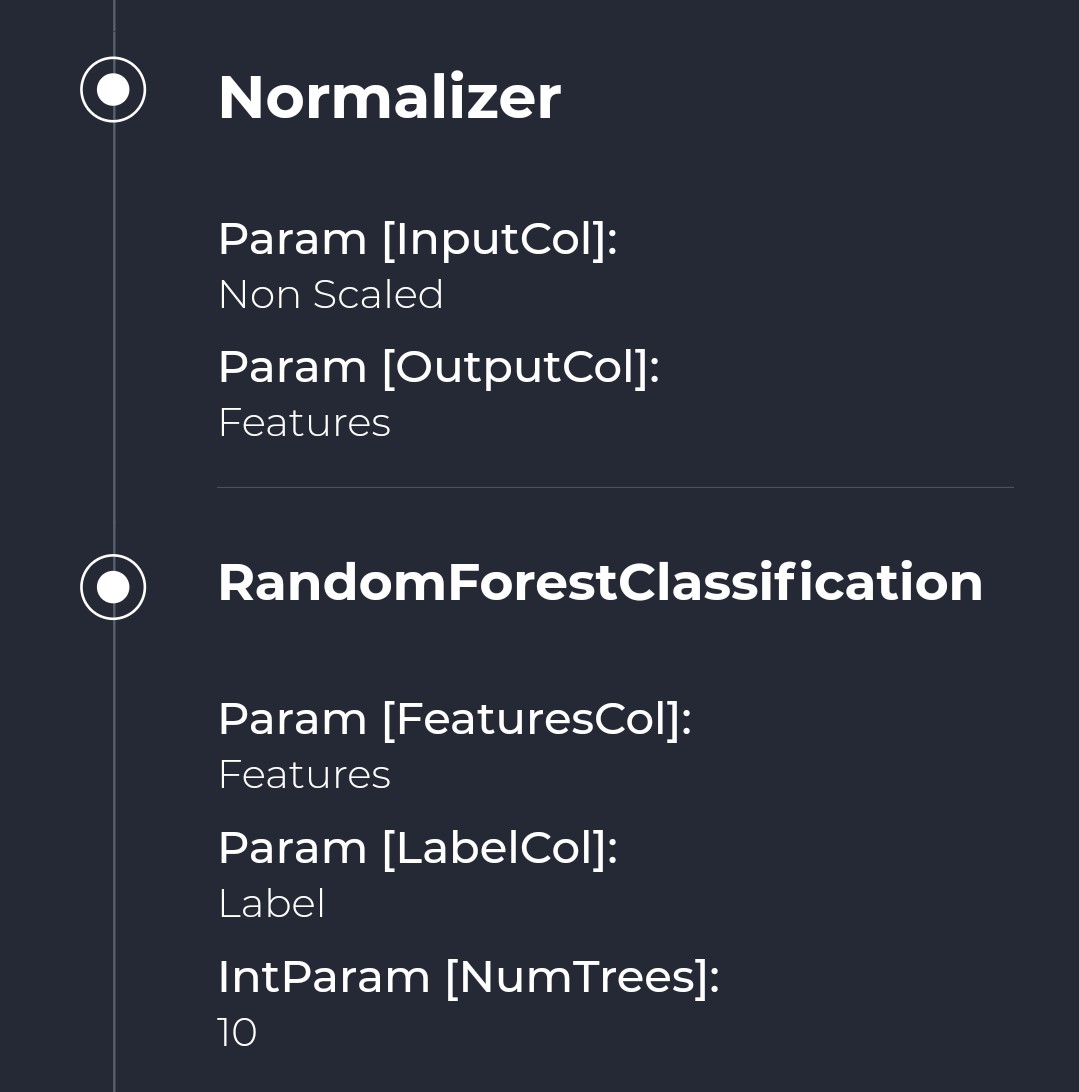 Normalizer
Param [InputCol]:
Non Scaled
Param [OutputCol]:
Features
RandomForestClassification
Param [FeaturesCol]:
Features
Param [LabelCol]:
Label
IntParam [NumTrees]:
10